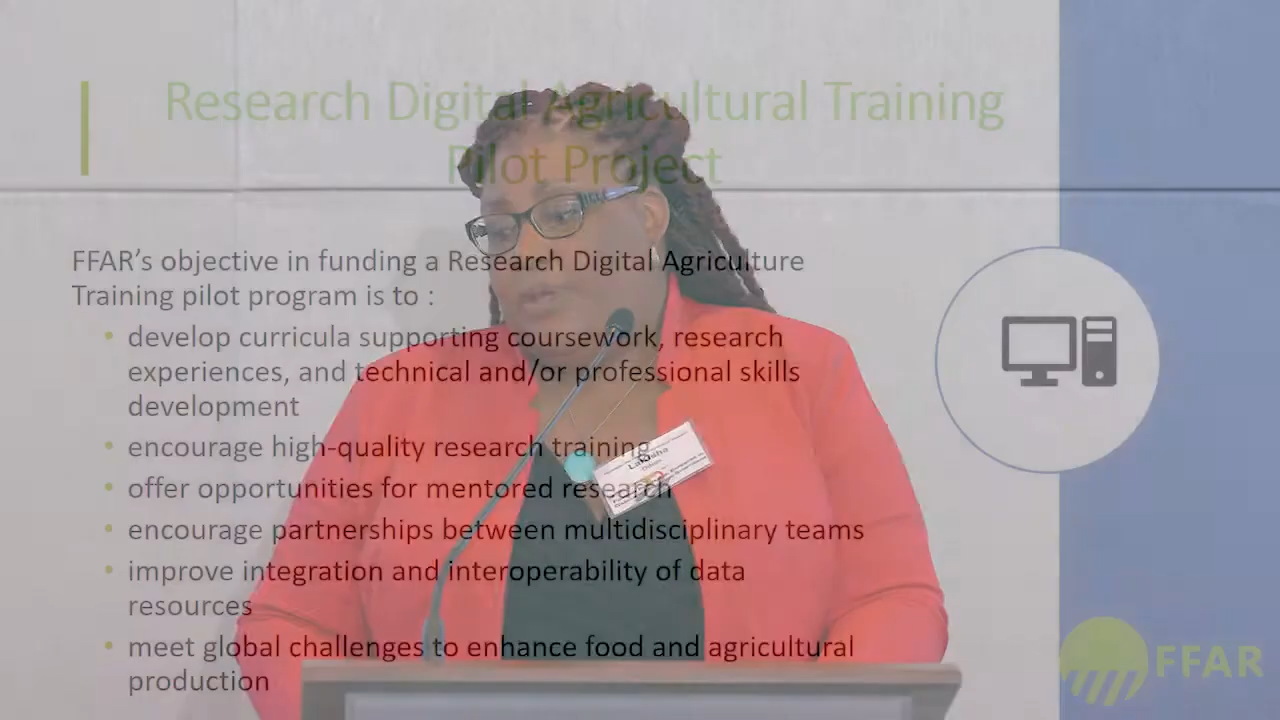 Research Digital Agricultural Training
Pilot Project
FFAR’s objective in funding a Research Digital Agriculture
Training pilot program is to :
• develop curricula supporting coursework, research
experiences, and technical and/or professional skills
development
• encourage high-quality research training
• offer opportunities for mentored research
• encourage partnerships between multidisciplinary teams
• improve integration and interoperability of data
resources
• meet global challenges to enhance food and agricultural
production
FFAR